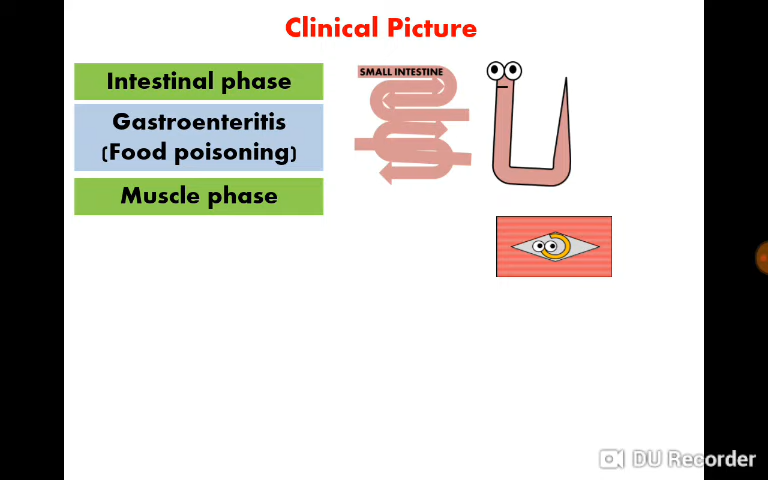 Clinical Picture
Intestinal phase
SMALL INTESTINE
Gastroenteritis
(Food poisoning)
Muscle phase
DU Recorder